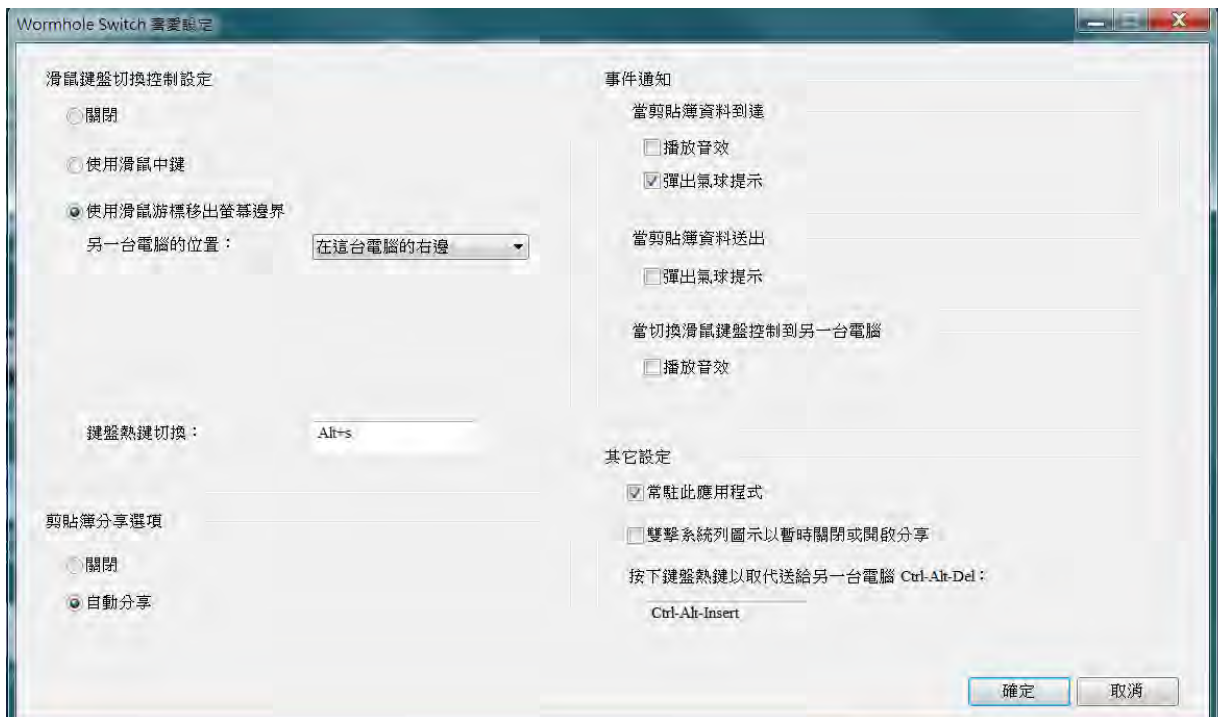 Wormhole Switch 喜愛設定
滑鼠鍵盤切換控制設定
關閉
使用滑鼠中鍵
使用滑鼠游標移出螢幕邊界
另一台電腦的位置：
在這台電腦的右邊
鍵盤熱鍵切換：
Alt+s
剪貼簿分享選項
關閉
自動分享
事件通知
當剪貼簿資料到達
播放音效
彈出氣球提示
當剪貼簿資料送出
彈出氣球提示
當切換滑鼠鍵盤控制到另一台電腦
播放音效
其它設定
常駐此應用程式
雙擊系統列圖示以暫時關閉或開啟分享
按下鍵盤熱鍵以取代送給另一台電腦 Ctrl-Alt-Del：
Ctrl-Alt-Insert
確定
取消